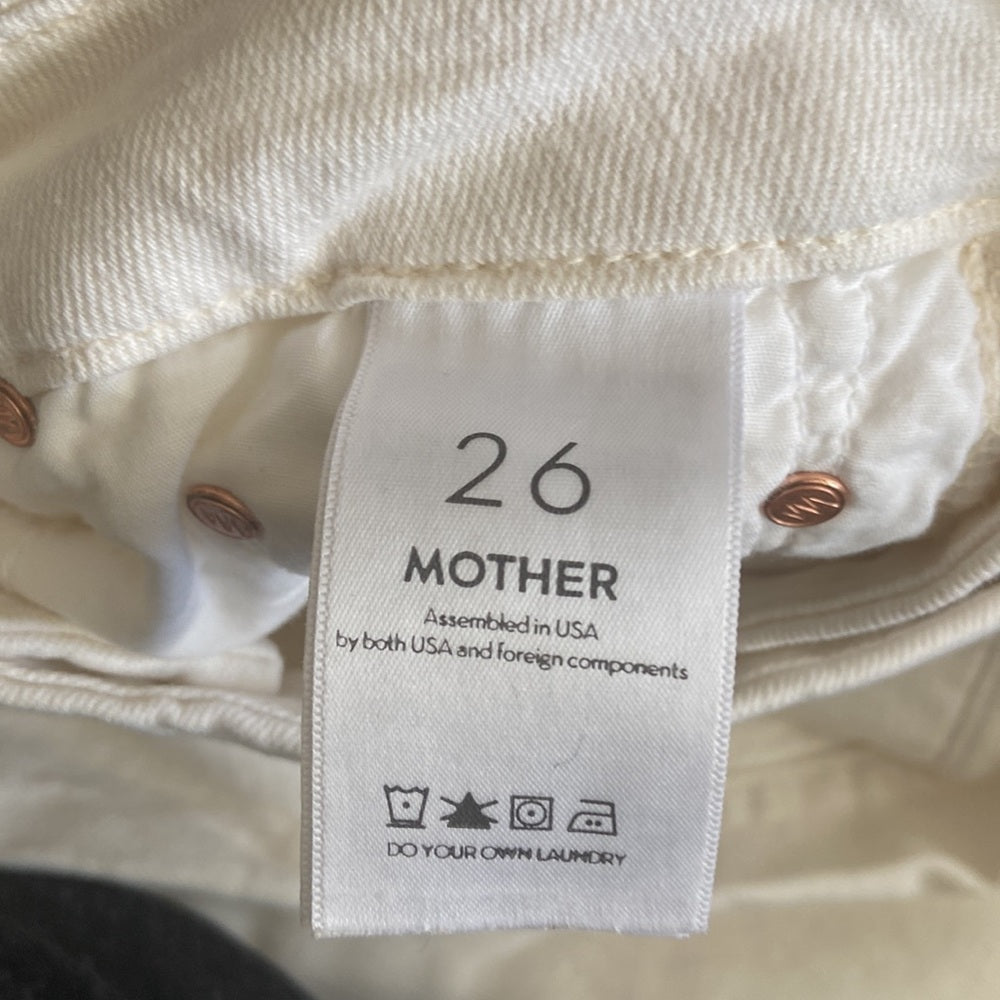 26
MOTHER
Assembled in USA
by both USA and foreign components
DO YOUR OWN LAUNDRY